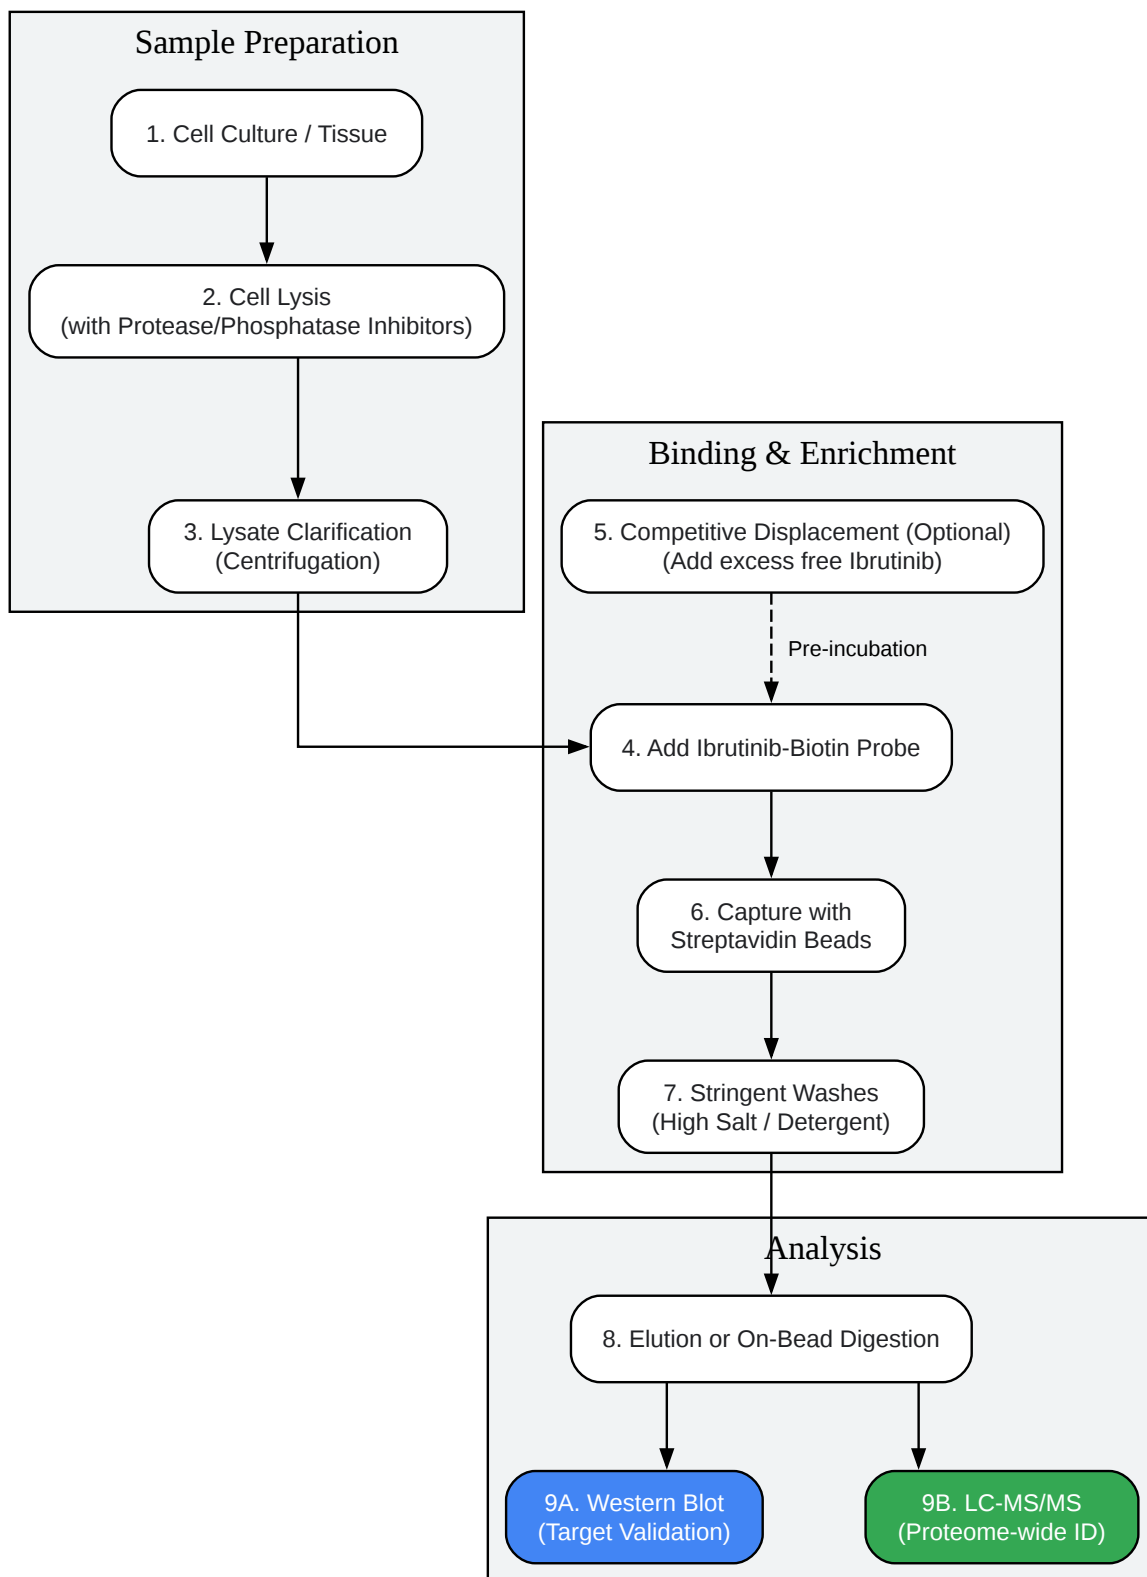 Sample Preparation
1. Cell Culture / Tissue
2. Cell Lysis
(with Protease/Phosphatase Inhibitors)
3. Lysate Clarification
(Centrifugation)
Binding & Enrichment
5. Competitive Displacement (Optional)
(Add excess free Ibrutinib)
Pre-incubation
4. Add Ibrutinib-Biotin Probe
6. Capture with
Streptavidin Beads
7. Stringent Washes
(High Salt / Detergent)
Analysis
8. Elution or On-Bead Digestion
9A. Western Blot
(Target Validation)
9B. LC-MS/MS
(Proteome-wide ID)